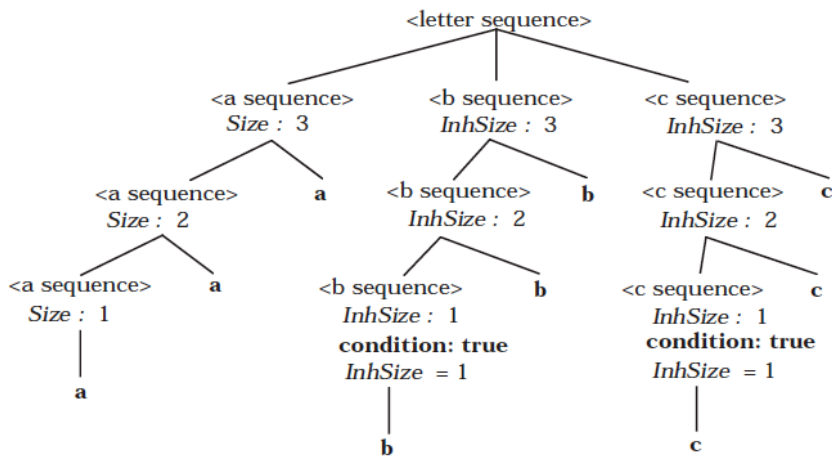 <letter sequence>
<a sequence> <b sequence> <c sequence>
Size : 3 InhSize : 3 InhSize : 3
<a sequence> a <b sequence> b <c sequence> c
Size : 2 InhSize : 2 InhSize : 2
<a sequence> a <b sequence> b <c sequence> c
Size : 1 InhSize : 1 InhSize : 1
condition: true condition: true
InhSize = 1 InhSize = 1
a
b c